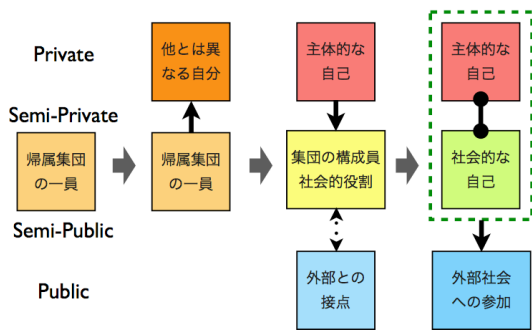 Private
他とは異
なる自分
主体的な
自己
主体的な
自己
Semi-Private
帰属集団
の一員
帰属集団
の一員
集団の構成員
社会的役割
社会的な
自己
Semi-Public
Public
外部との
接点
外部社会
への参加